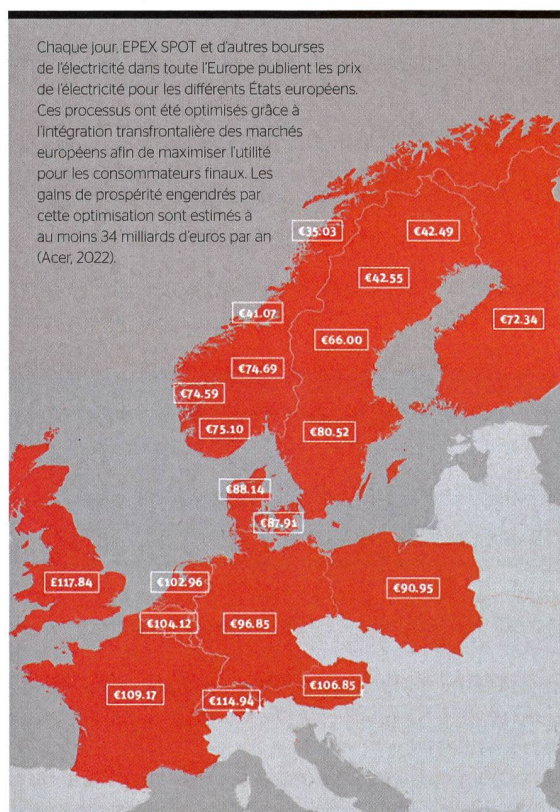 Chaque jour, EPEX SPOT et d'autres bourses
de l'électricité dans toute l'Europe publient les prix
de l'électricité pour les différents États européens.
Ces processus ont été optimisés grâce à
l'intégration transfrontalière des marchés
européens afin de maximiser l'utilité
pour les consommateurs finaux. Les
gains de prospérité engendrés par
cette optimisation sont estimés à
au moins 34 milliards d'euros par an
(Acer, 2022).
€35.03
€42.49
€42.55
€41.07
€72.34
€66.00
€74.69
€74.59
€75.10
€80.52
€88.14
€87.91
£117.84
€102.96
€90.95
€104.12
€96.85
€109.17
€114.94
€106.85